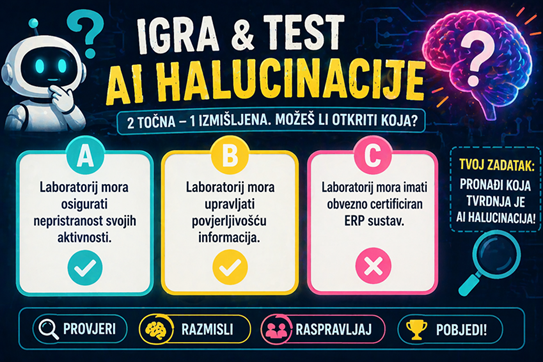 IGRA & TEST
AI HALUCINACIJE
2 TOČNA – 1 IZMIŠLJENA. MOŽEŠ LI OTKRITI KOJA?
A
Laboratorij mora
osigurati
nepristranost svojih
aktivnosti.
B
Laboratorij mora
upravljati
povjerljivošću
informacija.
C
Laboratorij mora imati
obvezno certificiran
ERP sustav.
TVOJ ZADATAK:
PRONAĐI KOJA
TVRDNJA JE
AI HALUCINACIJA!
PROVJERI
RAZMISLI
RASPRAVLJAJ
POBJEDI!